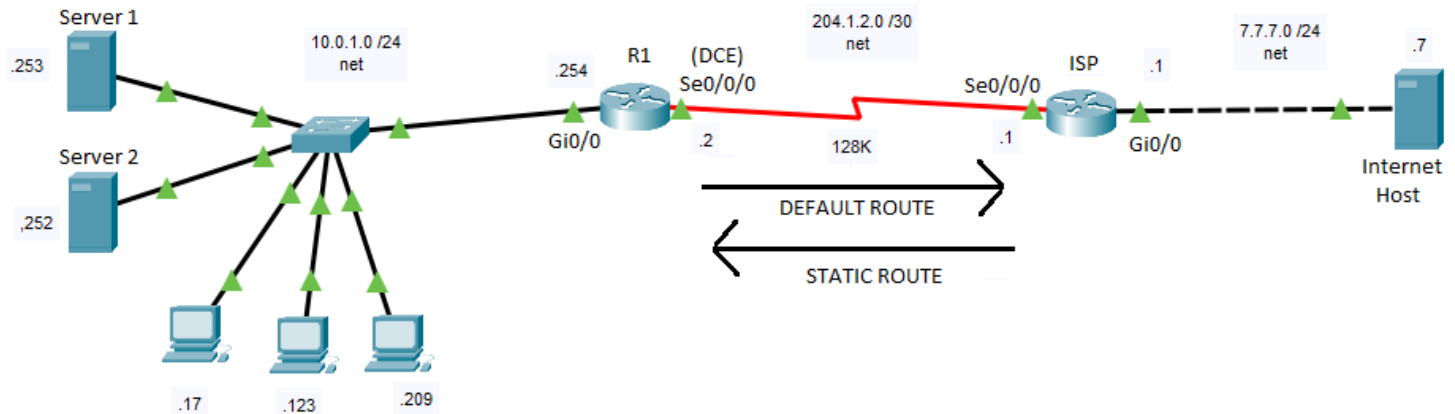 Server 1
.253
10.0.1.0 /24
net
.254
R1
(DCE)
Se0/0/0
204.1.2.0 /30
net
Se0/0/0
ISP
.1
7.7.7.0 /24
net
.7
Gi0/0
.2
128K
.1
Gi0/0
Internet
Host
Server 2
,252
DEFAULT ROUTE
STATIC ROUTE
.17
.123
.209